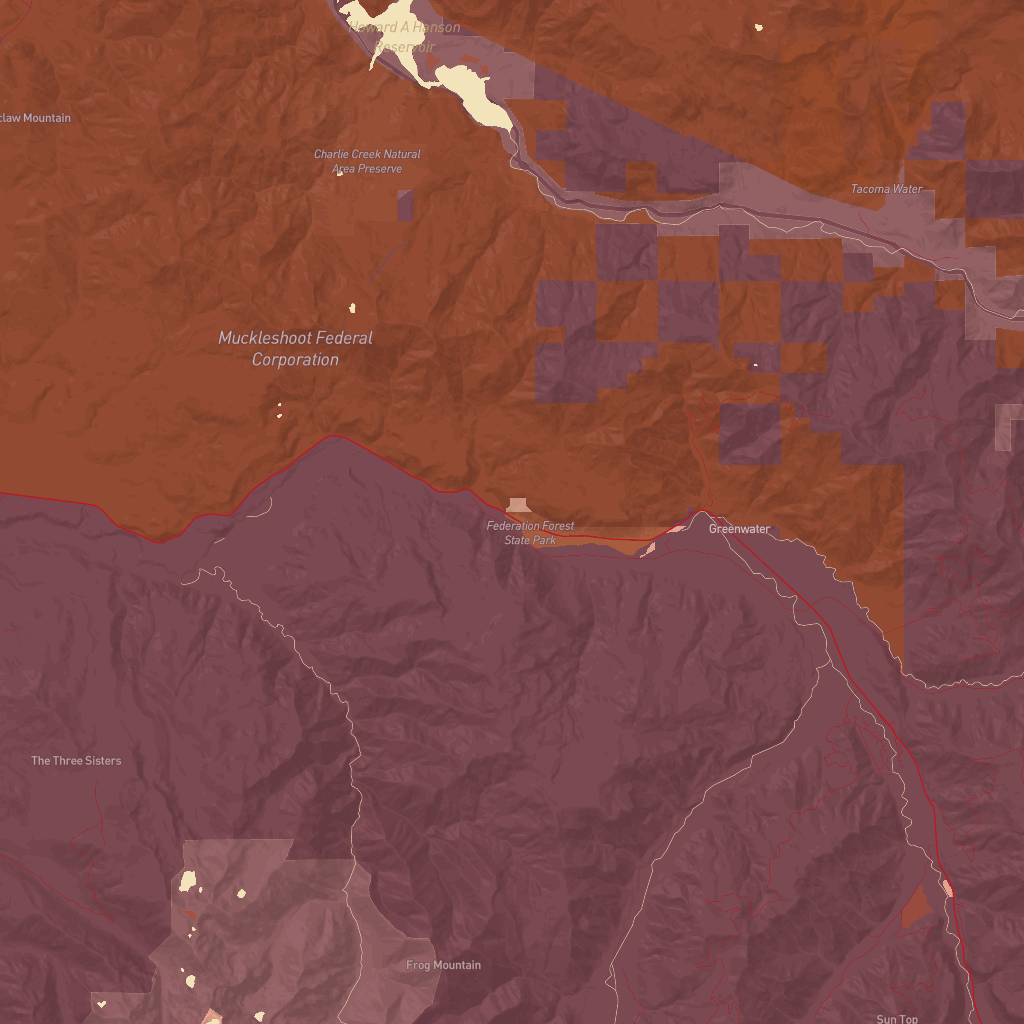 Howard A Hanson
Reservoir
claw Mountain
Charlie Creek Natural
Area Preserve
Tacoma Water
Muckleshoot Federal
Corporation
Federation Forest
State Park
Greenwater
The Three Sisters
Frog Mountain
Sun Top